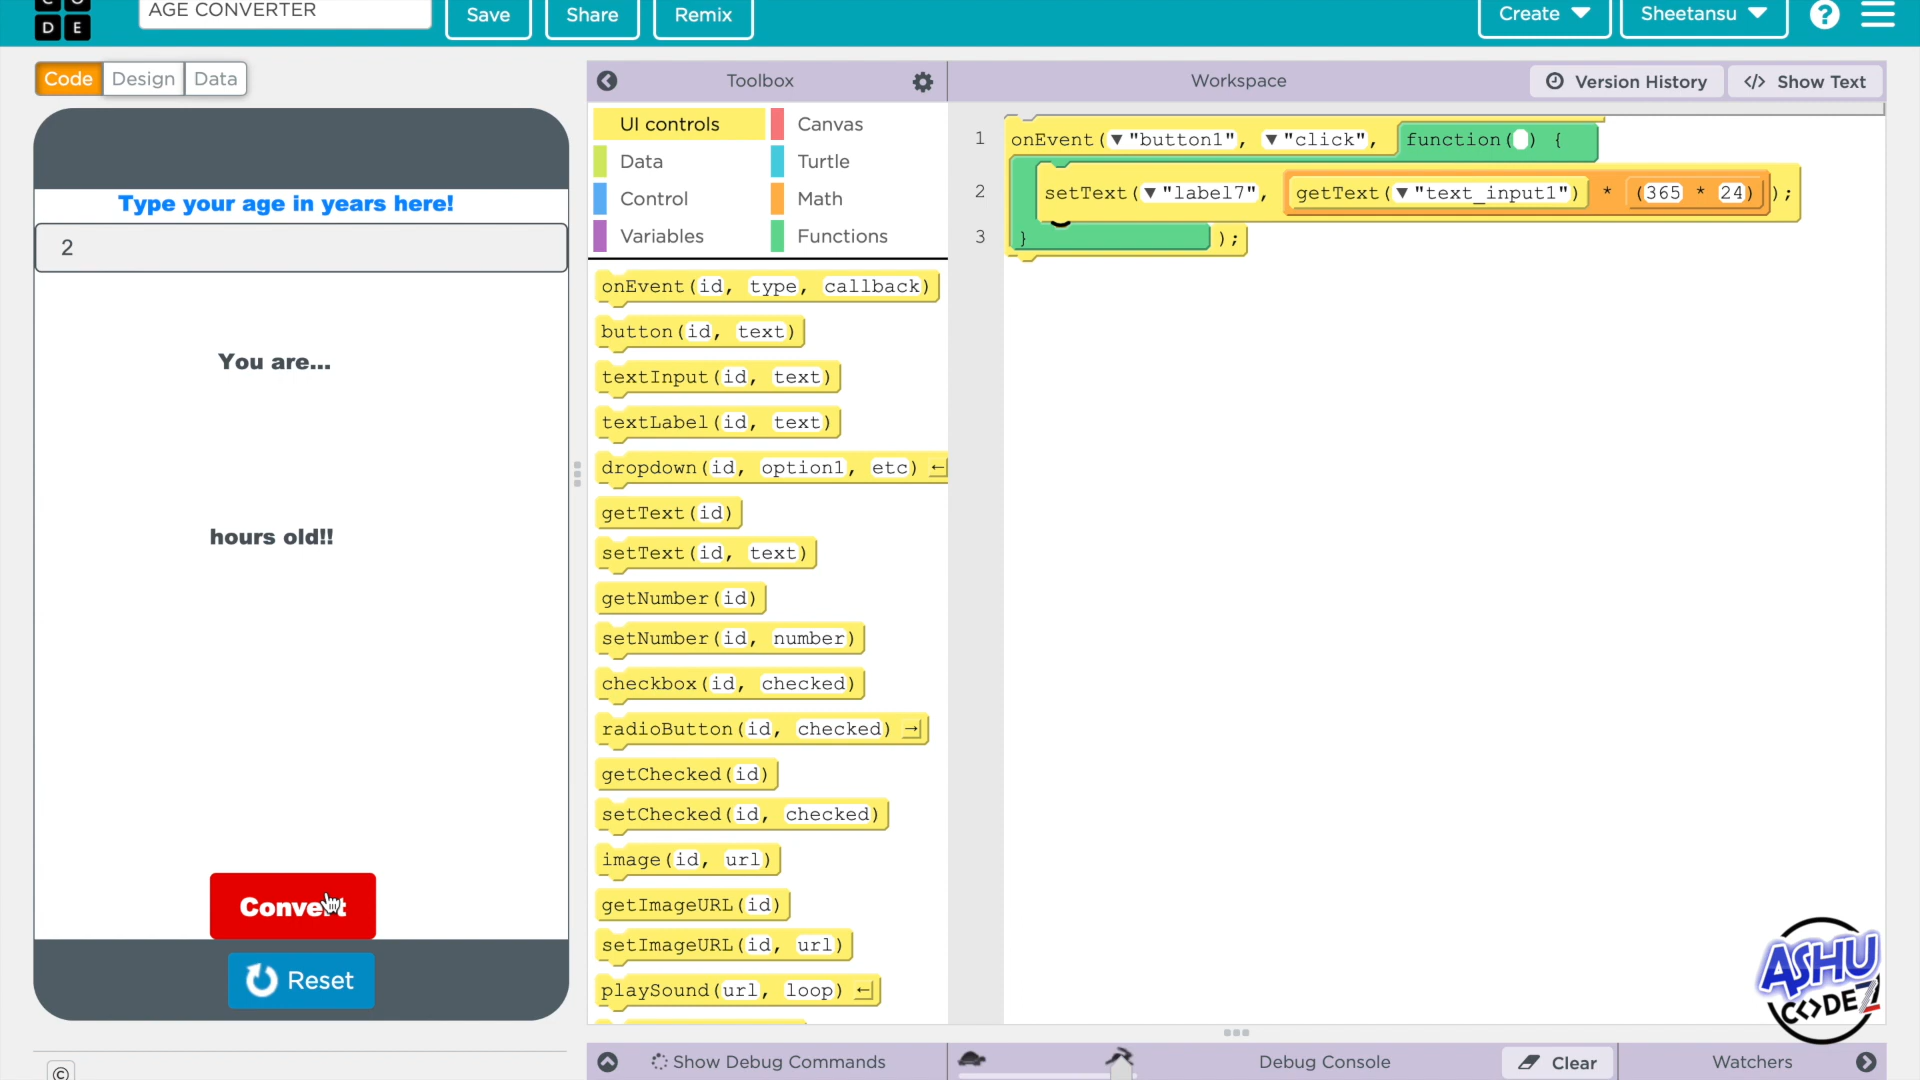 C O
D E
AGE CONVERTER
Save
Share
Remix
Create
Sheetansu
?
Code
Design
Data
Toolbox
Workspace
Version History
</> Show Text
Type your age in years here!
2
You are...
hours old!!
Convert
Reset
©
UI controls
Canvas
Data
Turtle
Control
Math
Variables
Functions
onEvent(id, type, callback)
button(id, text)
textInput(id, text)
textLabel(id, text)
dropdown(id, option1, etc) ←
getText(id)
setText(id, text)
getNumber(id)
setNumber(id, number)
checkbox(id, checked)
radioButton(id, checked) →
getChecked(id)
setChecked(id, checked)
image(id, url)
getImageURL(id)
setImageURL(id, url)
playSound(url, loop) ←
1 onEvent(▼"button1", ▼"click", function( ) {
2 setText(▼"label7", getText(▼"text_input1") * (365 * 24));
3 } );
Show Debug Commands
Debug Console
Clear
Watchers
ASHU
C<>DEZ